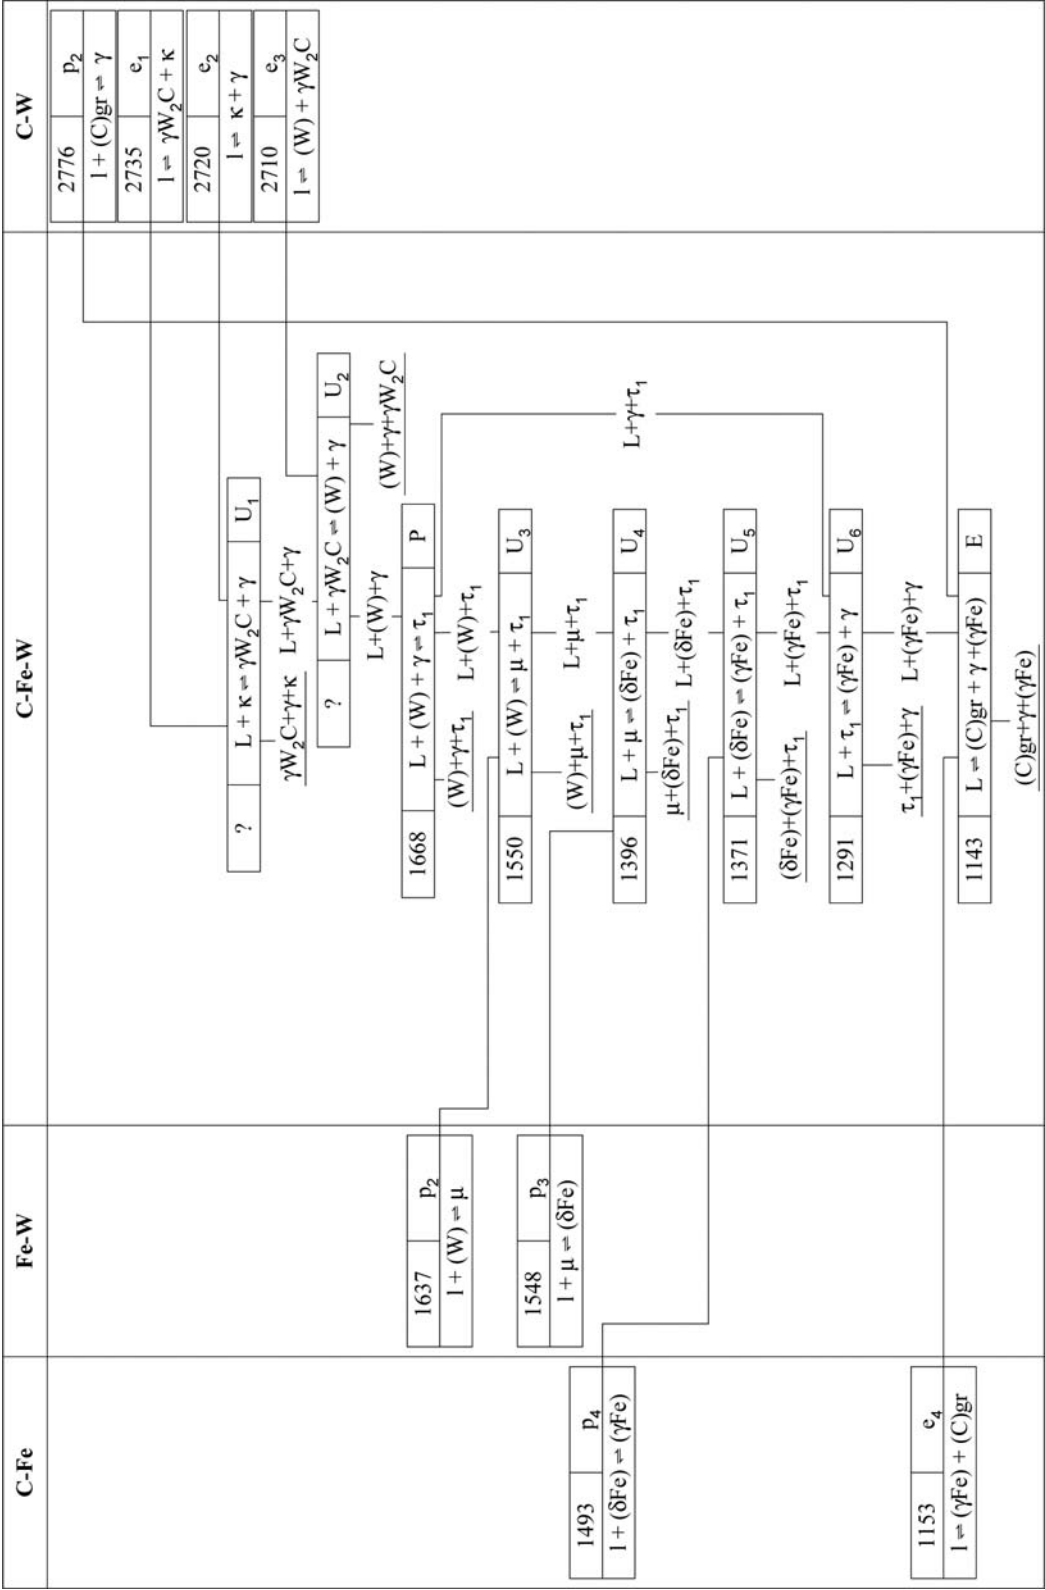 C-Fe
Fe-W
C-Fe-W
C-W
2776 p₂
l + (C)gr ⇌ γ
2735 e₁
l ⇌ γW₂C + κ
2720 e₂
l ⇌ κ + γ
2710 e₃
l ⇌ (W) + γW₂C
? L + κ ⇌ γW₂C + γ U₁
γW₂C+γ+κ L+γW₂C+γ
? L + γW₂C ⇌ (W) + γ U₂
L+(W)+γ (W)+γ+γW₂C
1637 p₂
l + (W) ⇌ μ
1668 L + (W) + γ ⇌ τ₁ P
(W)+γ+τ₁ L+(W)+τ₁
1550 L + (W) ⇌ μ + τ₁ U₃
1548 p₃
l + μ ⇌ (δFe)
(W)+μ+τ₁ L+μ+τ₁
L+γ+τ₁
1493 p₄
l + (δFe) ⇌ (γFe)
1396 L + μ ⇌ (δFe) + τ₁ U₄
μ+(δFe)+τ₁ L+(δFe)+τ₁
1371 L + (δFe) ⇌ (γFe) + τ₁ U₅
(δFe)+(γFe)+τ₁ L+(γFe)+τ₁
1291 L + τ₁ ⇌ (γFe) + γ U₆
τ₁+(γFe)+γ L+(γFe)+γ
1153 e₄
l ⇌ (γFe) + (C)gr
1143 L ⇌ (C)gr + γ +(γFe) E
(C)gr+γ+(γFe)